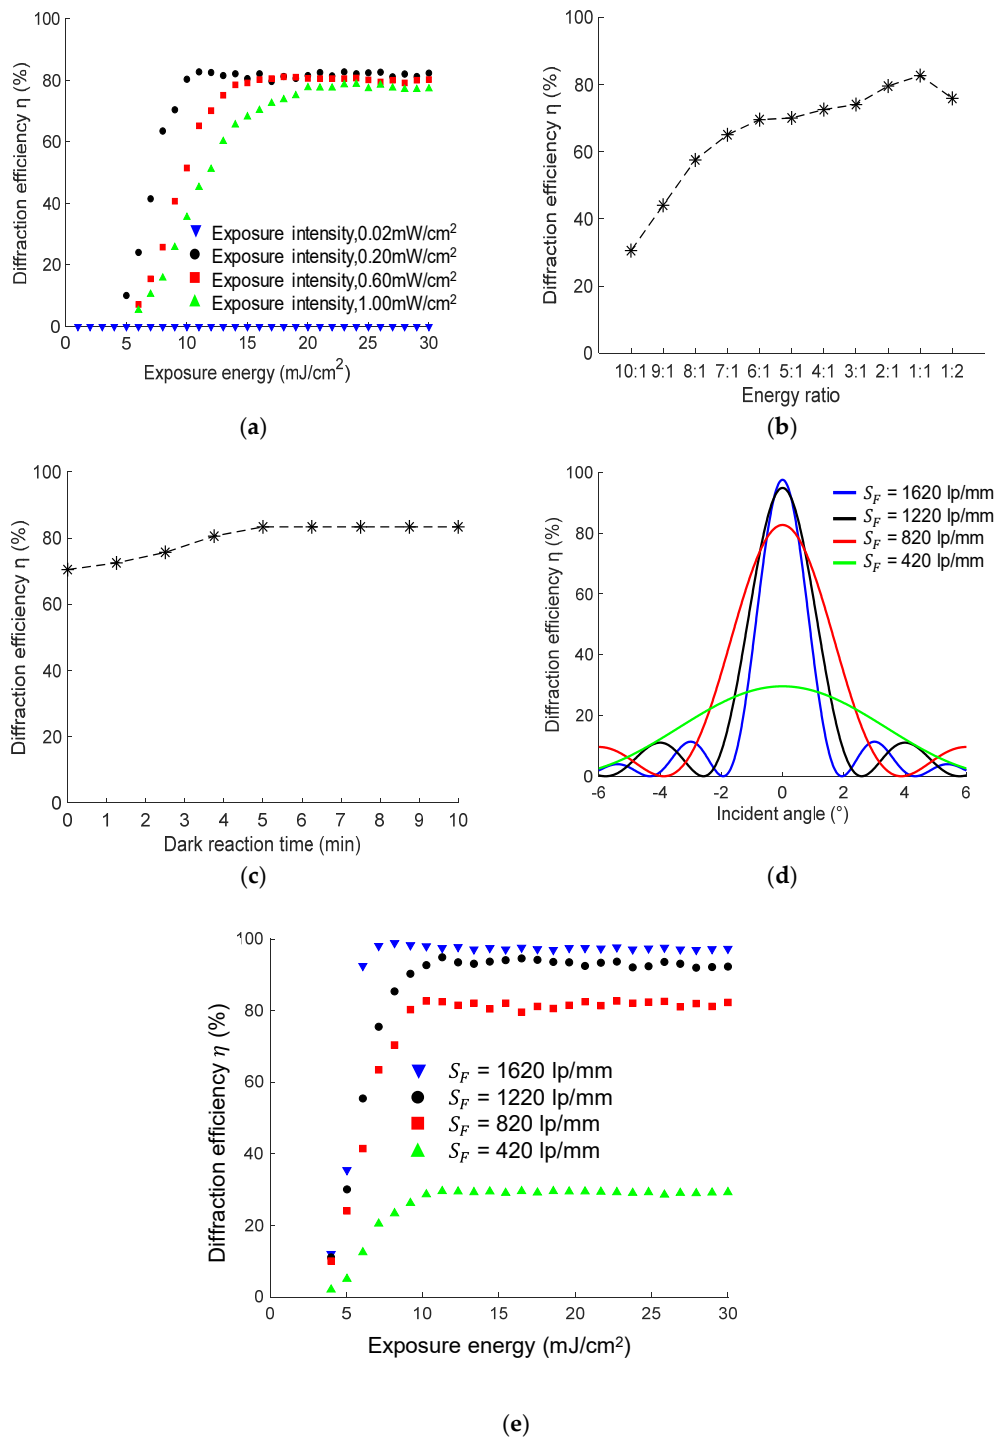 100
80
60
40
20
0
Diffraction efficiency η (%)
Exposure intensity,0.02mW/cm²
Exposure intensity,0.20mW/cm²
Exposure intensity,0.60mW/cm²
Exposure intensity,1.00mW/cm²
0 5 10 15 20 25 30
Exposure energy (mJ/cm²)
(a)
100
80
60
40
20
0
Diffraction efficiency η (%)
10:1 9:1 8:1 7:1 6:1 5:1 4:1 3:1 2:1 1:1 1:2
Energy ratio
(b)
100
80
60
40
20
0
Diffraction efficiency η (%)
0 1 2 3 4 5 6 7 8 9 10
Dark reaction time (min)
(c)
100
80
60
40
20
0
Diffraction efficiency η (%)
S_F = 1620 lp/mm
S_F = 1220 lp/mm
S_F = 820 lp/mm
S_F = 420 lp/mm
-6 -4 -2 0 2 4 6
Incident angle (°)
(d)
100
80
60
40
20
0
Diffraction efficiency η (%)
S_F = 1620 lp/mm
S_F = 1220 lp/mm
S_F = 820 lp/mm
S_F = 420 lp/mm
0 5 10 15 20 25 30
Exposure energy (mJ/cm²)
(e)